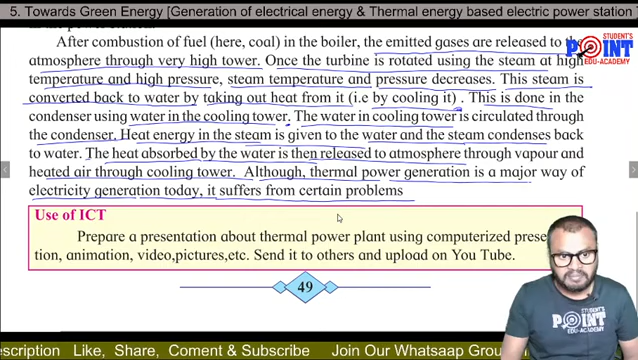 5. Towards Green Energy [Generation of electrical energy & Thermal energy based electric power station
After combustion of fuel (here, coal) in the boiler, the emitted gases are released to the
atmosphere through very high tower. Once the turbine is rotated using the steam at high
temperature and high pressure, steam temperature and pressure decreases. This steam is
converted back to water by taking out heat from it (i.e by cooling it) . This is done in the
condenser using water in the cooling tower. The water in cooling tower is circulated through
the condenser. Heat energy in the steam is given to the water and the steam condenses back
to water. The heat absorbed by the water is then released to atmosphere through vapour and
heated air through cooling tower. Although, thermal power generation is a major way of
electricity generation today, it suffers from certain problems
Use of ICT
Prepare a presentation about thermal power plant using computerized prese
tion, animation, video,pictures,etc. Send it to others and upload on You Tube.
49
STUDENT'S
POINT
EDU-ACADEMY
STUDENT'S
POINT
EDU-ACADEMY
escription Like, Share, Coment & Subscribe Join Our Whatsaap Grou